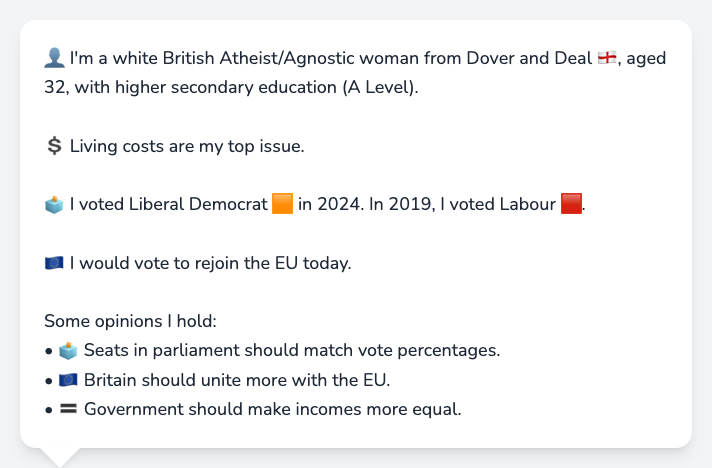 👤 I'm a white British Atheist/Agnostic woman from Dover and Deal 🏴󠁧󠁢󠁥󠁮󠁧󠁿, aged
32, with higher secondary education (A Level).
💲 Living costs are my top issue.
🗳️ I voted Liberal Democrat 🟧 in 2024. In 2019, I voted Labour 🟥.
🇪🇺 I would vote to rejoin the EU today.
Some opinions I hold:
• 🗳️ Seats in parliament should match vote percentages.
• 🇪🇺 Britain should unite more with the EU.
• 🟰 Government should make incomes more equal.